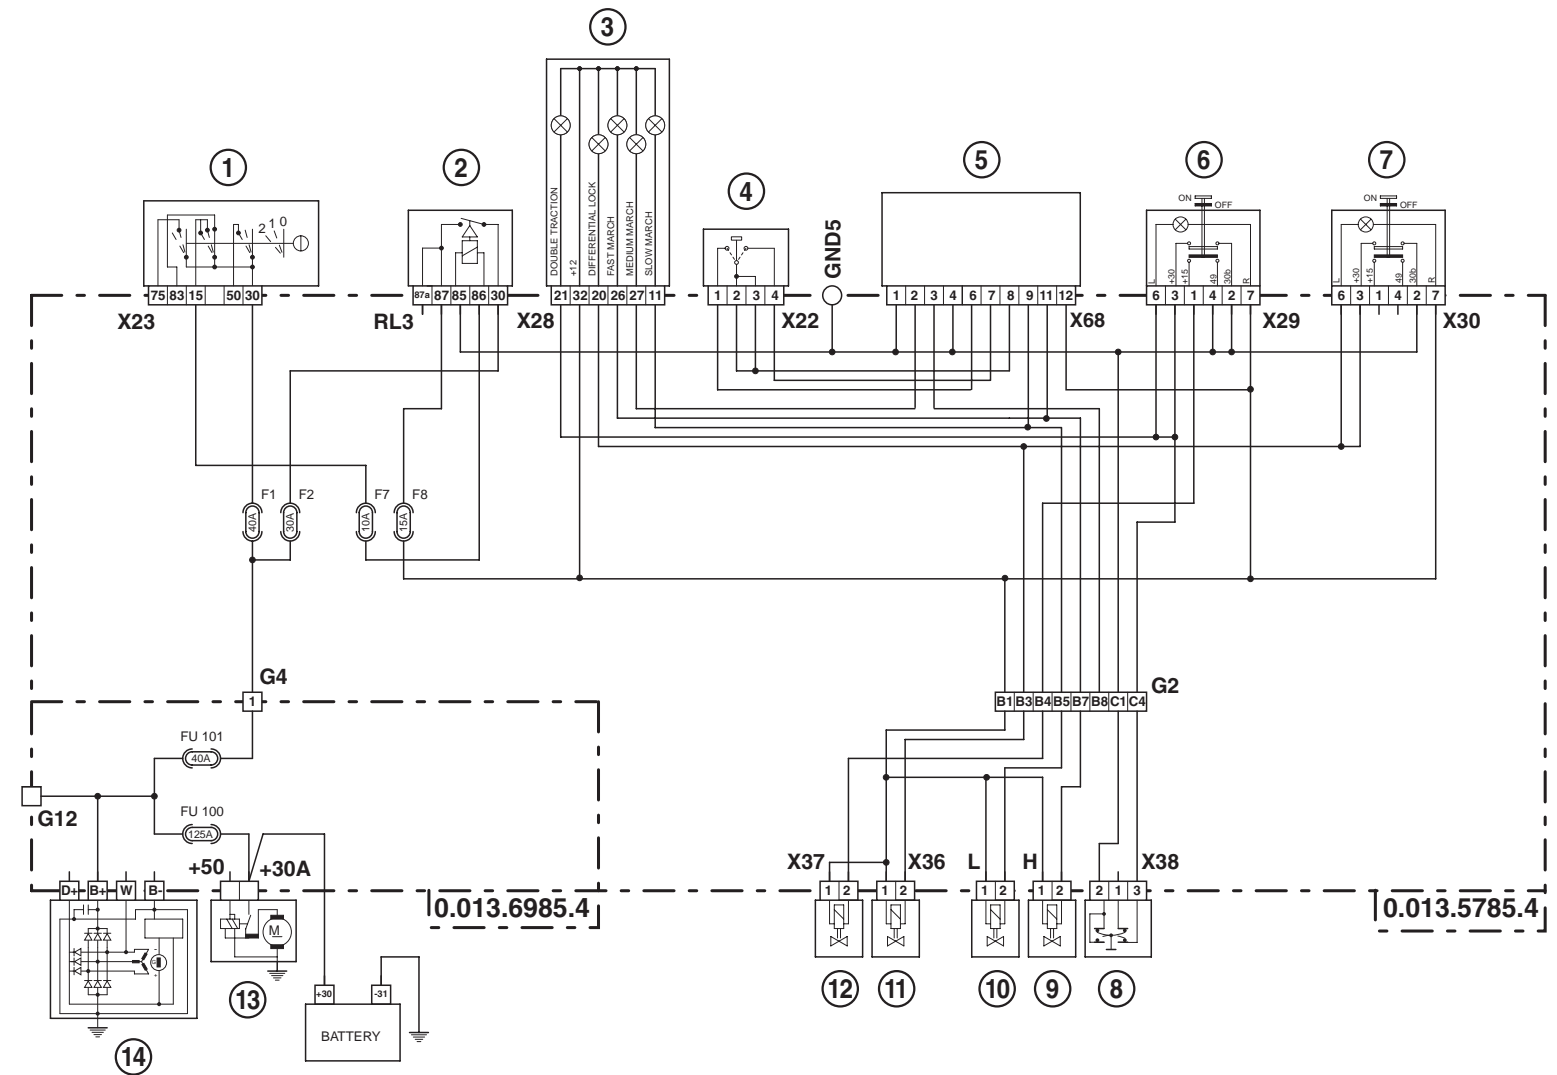 3
1
2
4
5
6
7
ON
OFF
ON
OFF
2 1 0
DOUBLE TRACTION
+12
DIFFERENTIAL LOCK
FAST MARCH
MEDIUM MARCH
SLOW MARCH
GND5
L +30 +15 49 30b R
L +30 +15 49 30b R
75 83 15 50 30
87a 87 85 86 30
21 32 20 26 27 11
1 2 3 4
1 2 3 4 6 7 8 9 11 12
6 3 1 4 2 7
6 3 1 4 2 7
X23
RL3
X28
X22
X68
X29
X30
F1
F2
F7
F8
40A
30A
10A
15A
G4
1
G2
B1 B3 B4 B5 B7 B8 C1 C4
FU 101
40A
FU 100
125A
G12
+50
+30A
X37
X36
L
H
X38
D+ B+ W B-
1 2
1 2
1 2
1 2
2 1 3
0.013.6985.4
0.013.5785.4
M
12
11
10
9
8
13
+30
-31
BATTERY
14